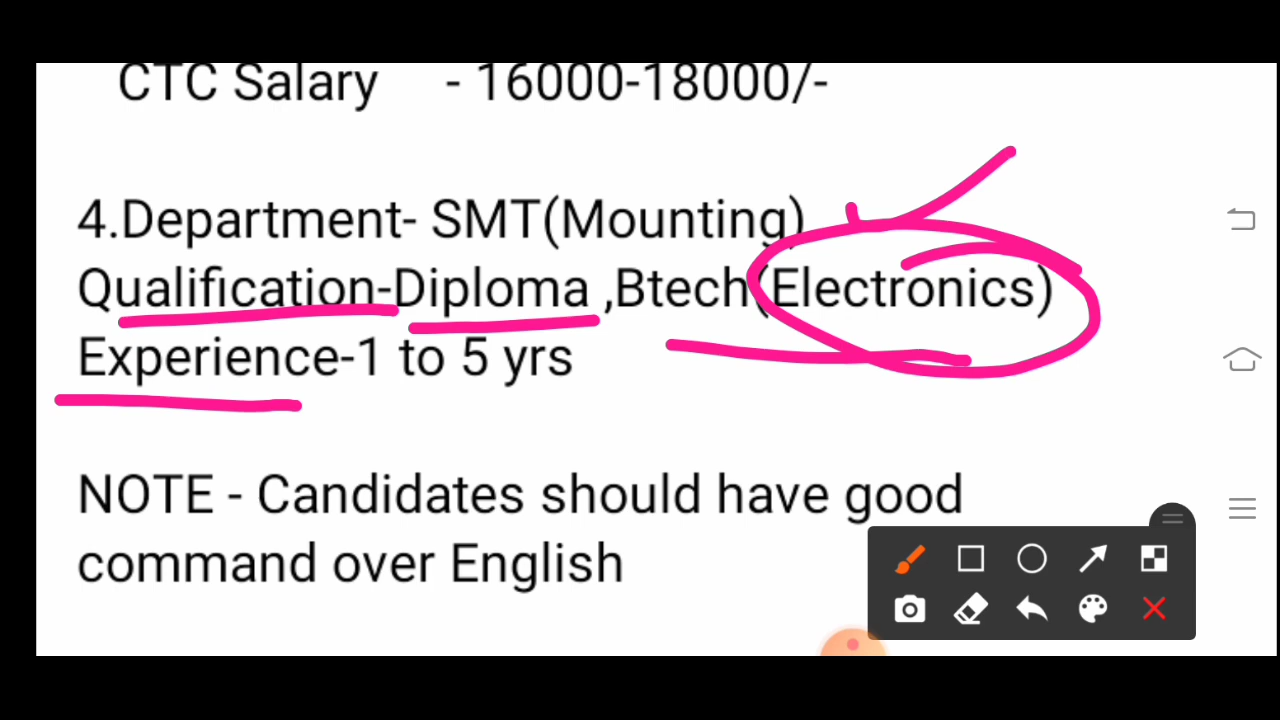 CTC Salary - 16000-18000/-
4.Department- SMT(Mounting)
Qualification-Diploma ,Btech(Electronics)
Experience-1 to 5 yrs
NOTE - Candidates should have good
command over English